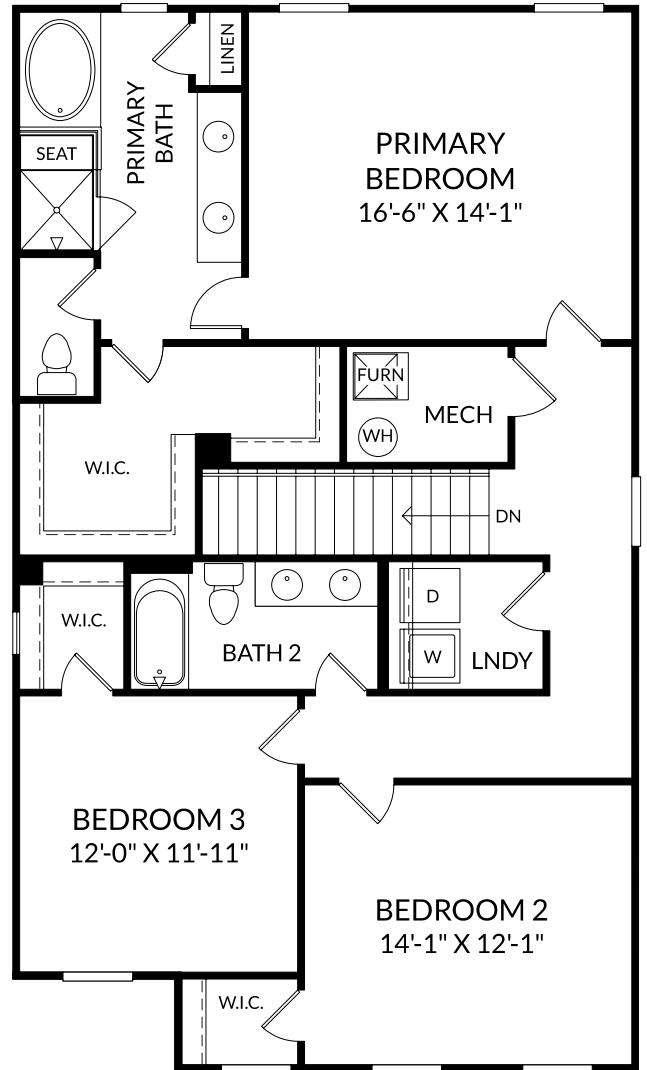 LINEN
PRIMARY
BATH
SEAT
PRIMARY
BEDROOM
16'-6" X 14'-1"
FURN
MECH
WH
W.I.C.
DN
W.I.C.
BATH 2
D
W
LNDY
BEDROOM 3
12'-0" X 11'-11"
BEDROOM 2
14'-1" X 12'-1"
W.I.C.